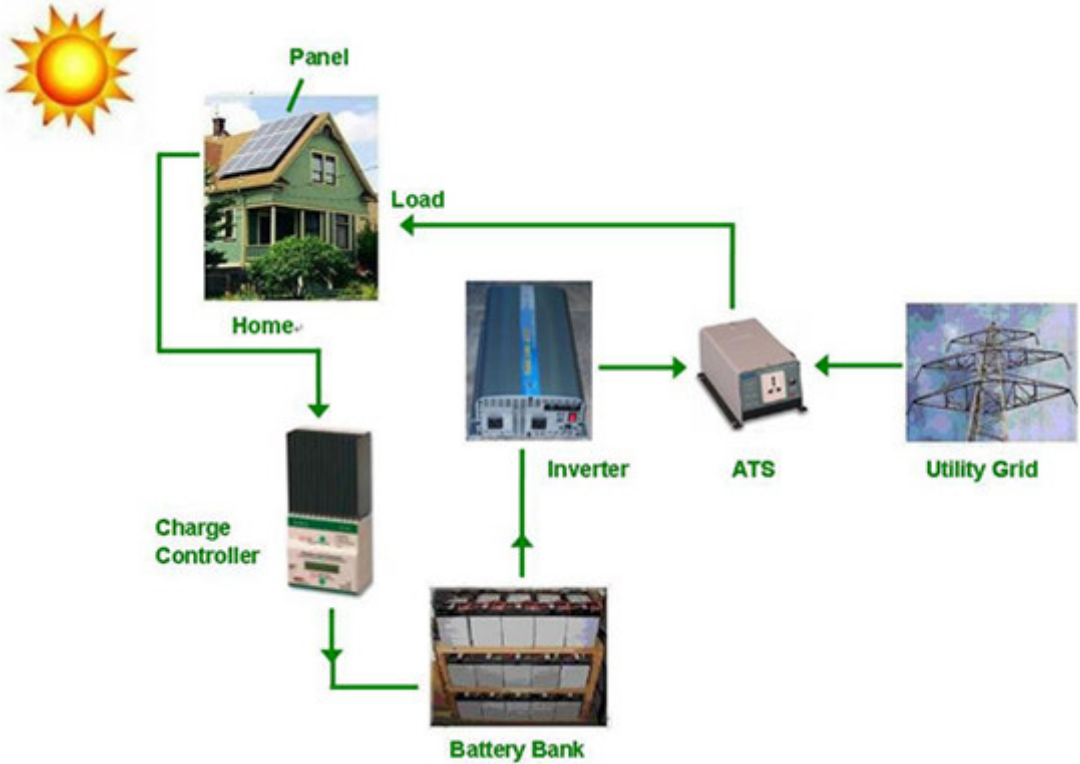 Panel
Load
Home
Charge
Controller
Inverter
ATS
Utility Grid
Battery Bank